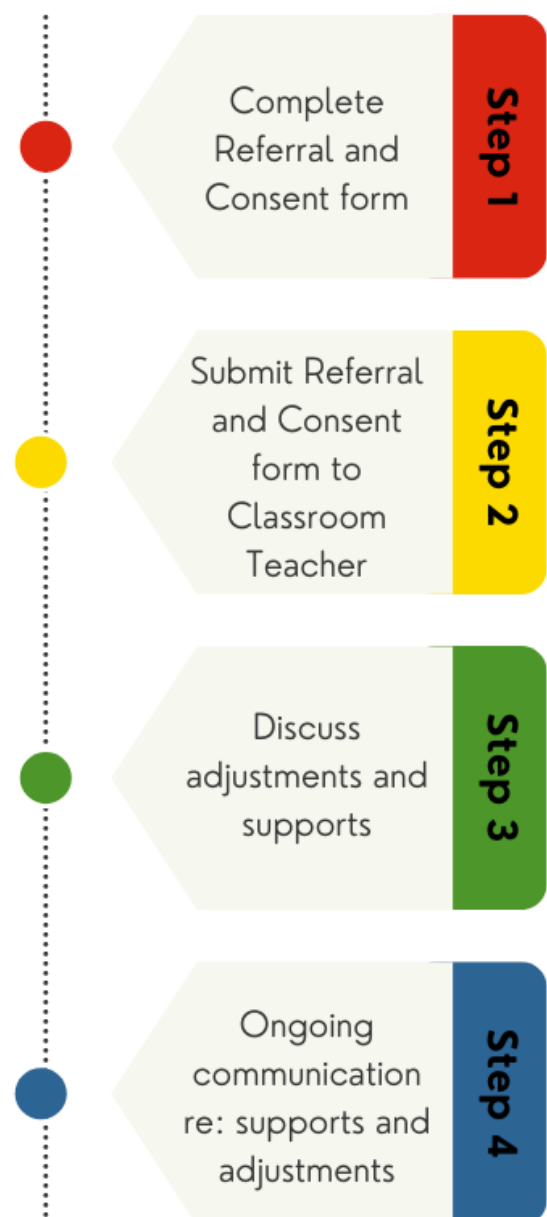 Step 1
Complete
Referral and
Consent form
Step 2
Submit Referral
and Consent
form to
Classroom
Teacher
Step 3
Discuss
adjustments and
supports
Step 4
Ongoing
communication
re: supports and
adjustments